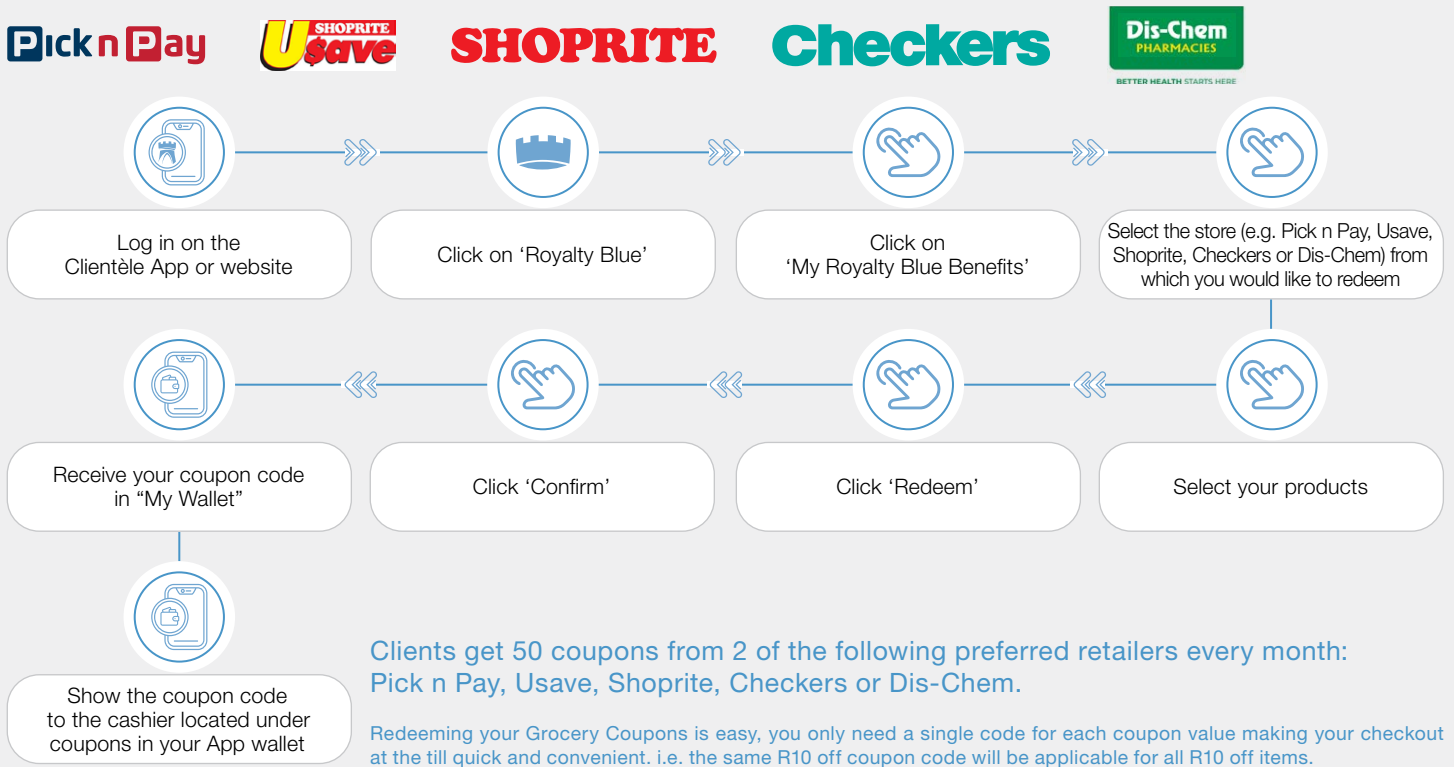 Pick n Pay
SHOPRITE
Usave
SHOPRITE
Checkers
Dis-Chem
PHARMACIES
BETTER HEALTH STARTS HERE
Log in on the
Clientèle App or website
Click on ‘Royalty Blue’
Click on
‘My Royalty Blue Benefits’
Select the store (e.g. Pick n Pay, Usave,
Shoprite, Checkers or Dis-Chem) from
which you would like to redeem
Select your products
Click ‘Redeem’
Click ‘Confirm’
Receive your coupon code
in “My Wallet”
Show the coupon code
to the cashier located under
coupons in your App wallet
Clients get 50 coupons from 2 of the following preferred retailers every month:
Pick n Pay, Usave, Shoprite, Checkers or Dis-Chem.
Redeeming your Grocery Coupons is easy, you only need a single code for each coupon value making your checkout
at the till quick and convenient. i.e. the same R10 off coupon code will be applicable for all R10 off items.